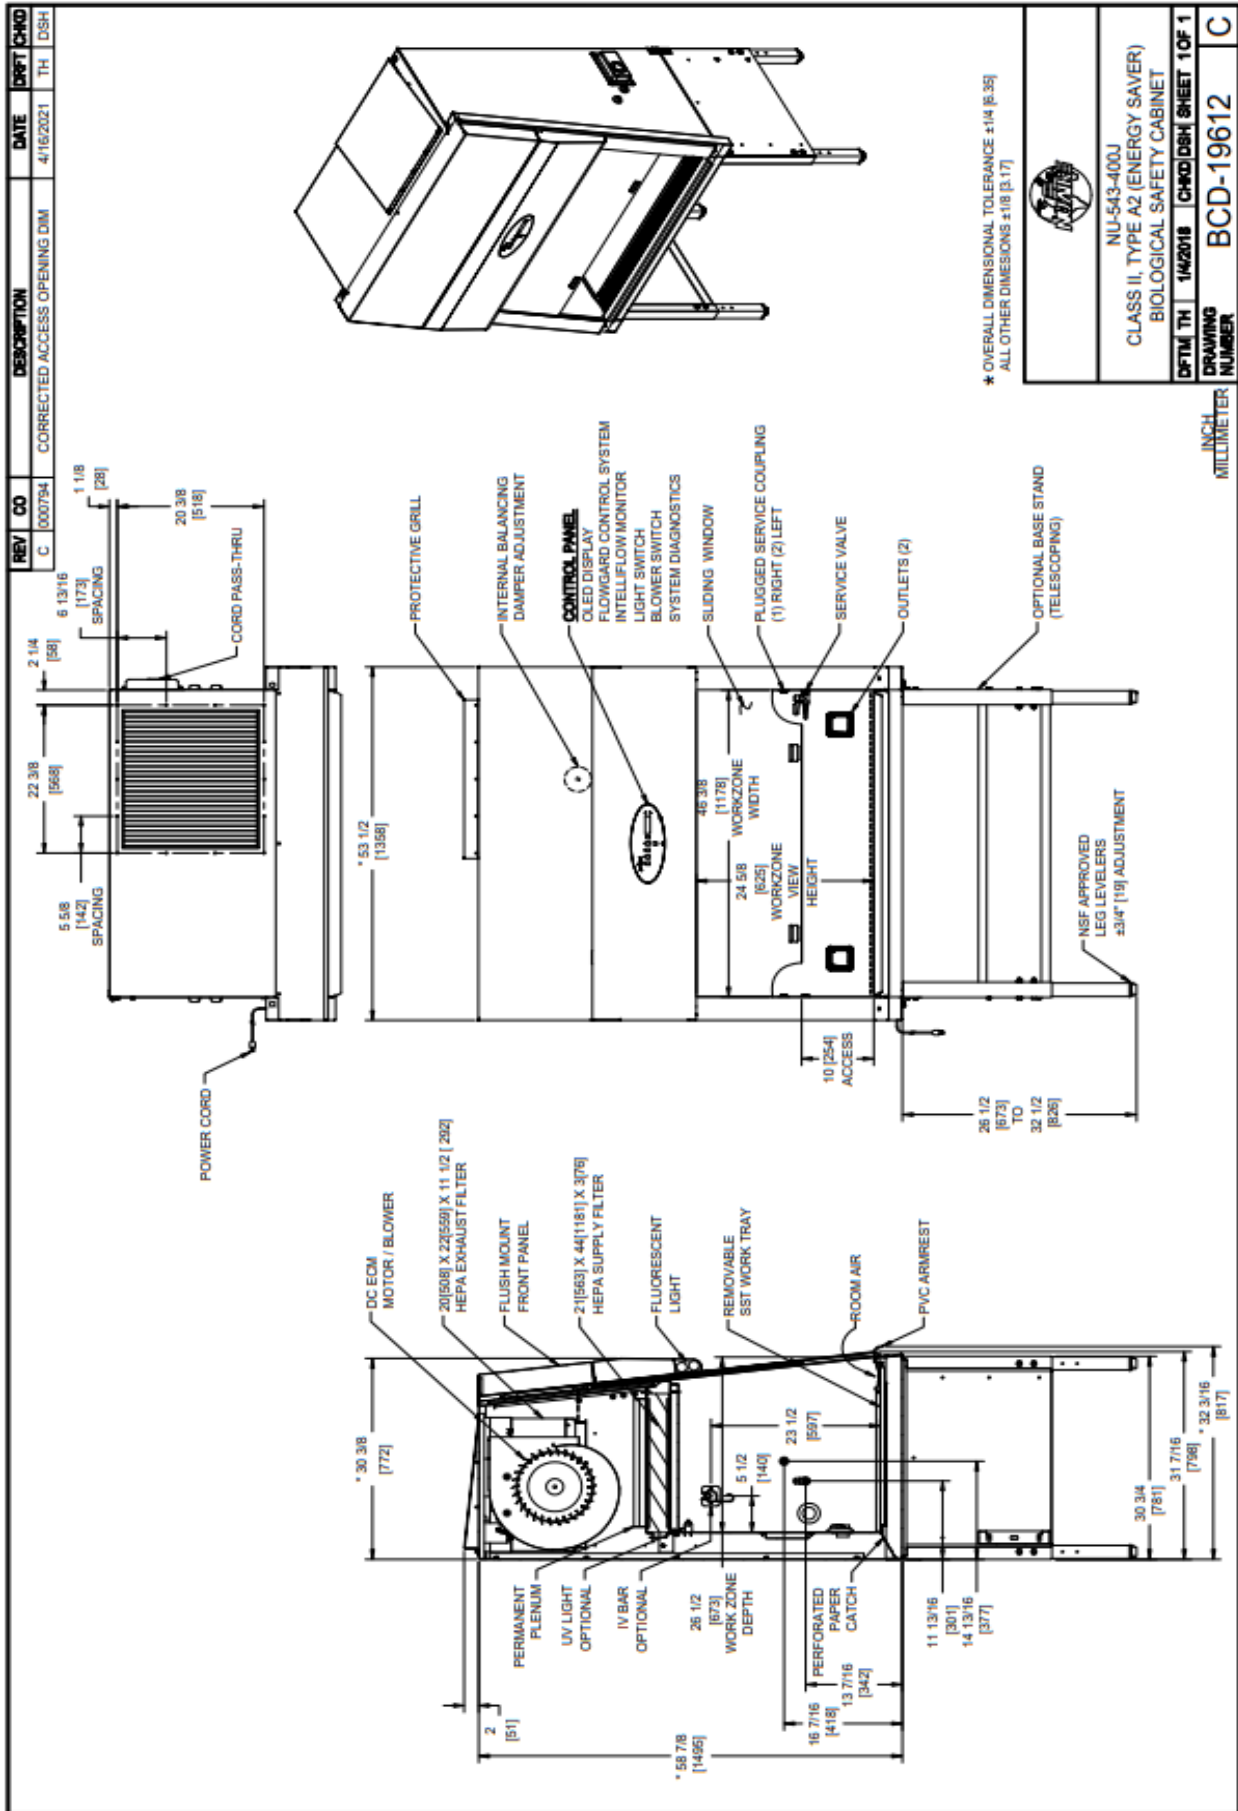 REV CO DESCRIPTION DATE DRFT CHKD
C 000794 CORRECTED ACCESS OPENING DIM 4/16/2021 TH DSH
5 5/8
[142]
SPACING
22 3/8
[568]
2 1/4
[58]
6 13/16
[173]
SPACING
1 1/8
[28]
20 3/8
[518]
CORD PASS-THRU
POWER CORD
* 53 1/2
[1358]
PROTECTIVE GRILL
INTERNAL BALANCING
DAMPER ADJUSTMENT
CONTROL PANEL
OLED DISPLAY
FLOWGARD CONTROL SYSTEM
INTELLIFLOW MONITOR
LIGHT SWITCH
BLOWER SWITCH
SYSTEM DIAGNOSTICS
SLIDING WINDOW
PLUGGED SERVICE COUPLING
(1) RIGHT (2) LEFT
SERVICE VALVE
OUTLETS (2)
OPTIONAL BASE STAND
(TELESCOPING)
46 3/8
[1178]
WORKZONE
WIDTH
24 5/8
[625]
WORKZONE
VIEW
HEIGHT
10 [254]
ACCESS
26 1/2
[673]
TO
32 1/2
[826]
NSF APPROVED
LEG LEVELERS
±3/4" [19] ADJUSTMENT
* 30 3/8
[772]
DC ECM
MOTOR / BLOWER
20[508] X 22[559] X 11 1/2 [ 292]
HEPA EXHAUST FILTER
FLUSH MOUNT
FRONT PANEL
21[563] X 44[1181] X 3[76]
HEPA SUPPLY FILTER
FLUORESCENT
LIGHT
REMOVABLE
SST WORK TRAY
ROOM AIR
PVC ARMREST
2
[51]
PERMANENT
PLENUM
UV LIGHT
OPTIONAL
IV BAR
OPTIONAL
26 1/2
[673]
WORK ZONE
DEPTH
PERFORATED
PAPER
CATCH
23 1/2
[597]
5 1/2
[140]
* 58 7/8
[1495]
16 7/16
[418]
13 7/16
[342]
11 13/16
[301]
14 13/16
[377]
30 3/4
[781]
31 7/16
[798]
* 32 3/16
[817]
* OVERALL DIMENSIONAL TOLERANCE ±1/4 [6.35]
ALL OTHER DIMESIONS ±1/8 [3.17]
NUAIRE
NU-543-400J
CLASS II, TYPE A2 (ENERGY SAVER)
BIOLOGICAL SAFETY CABINET
DFTM TH 1/4/2018 CHKD DSH SHEET 1 OF 1
DRAWING
NUMBER
BCD-19612 C
INCH
MILLIMETER